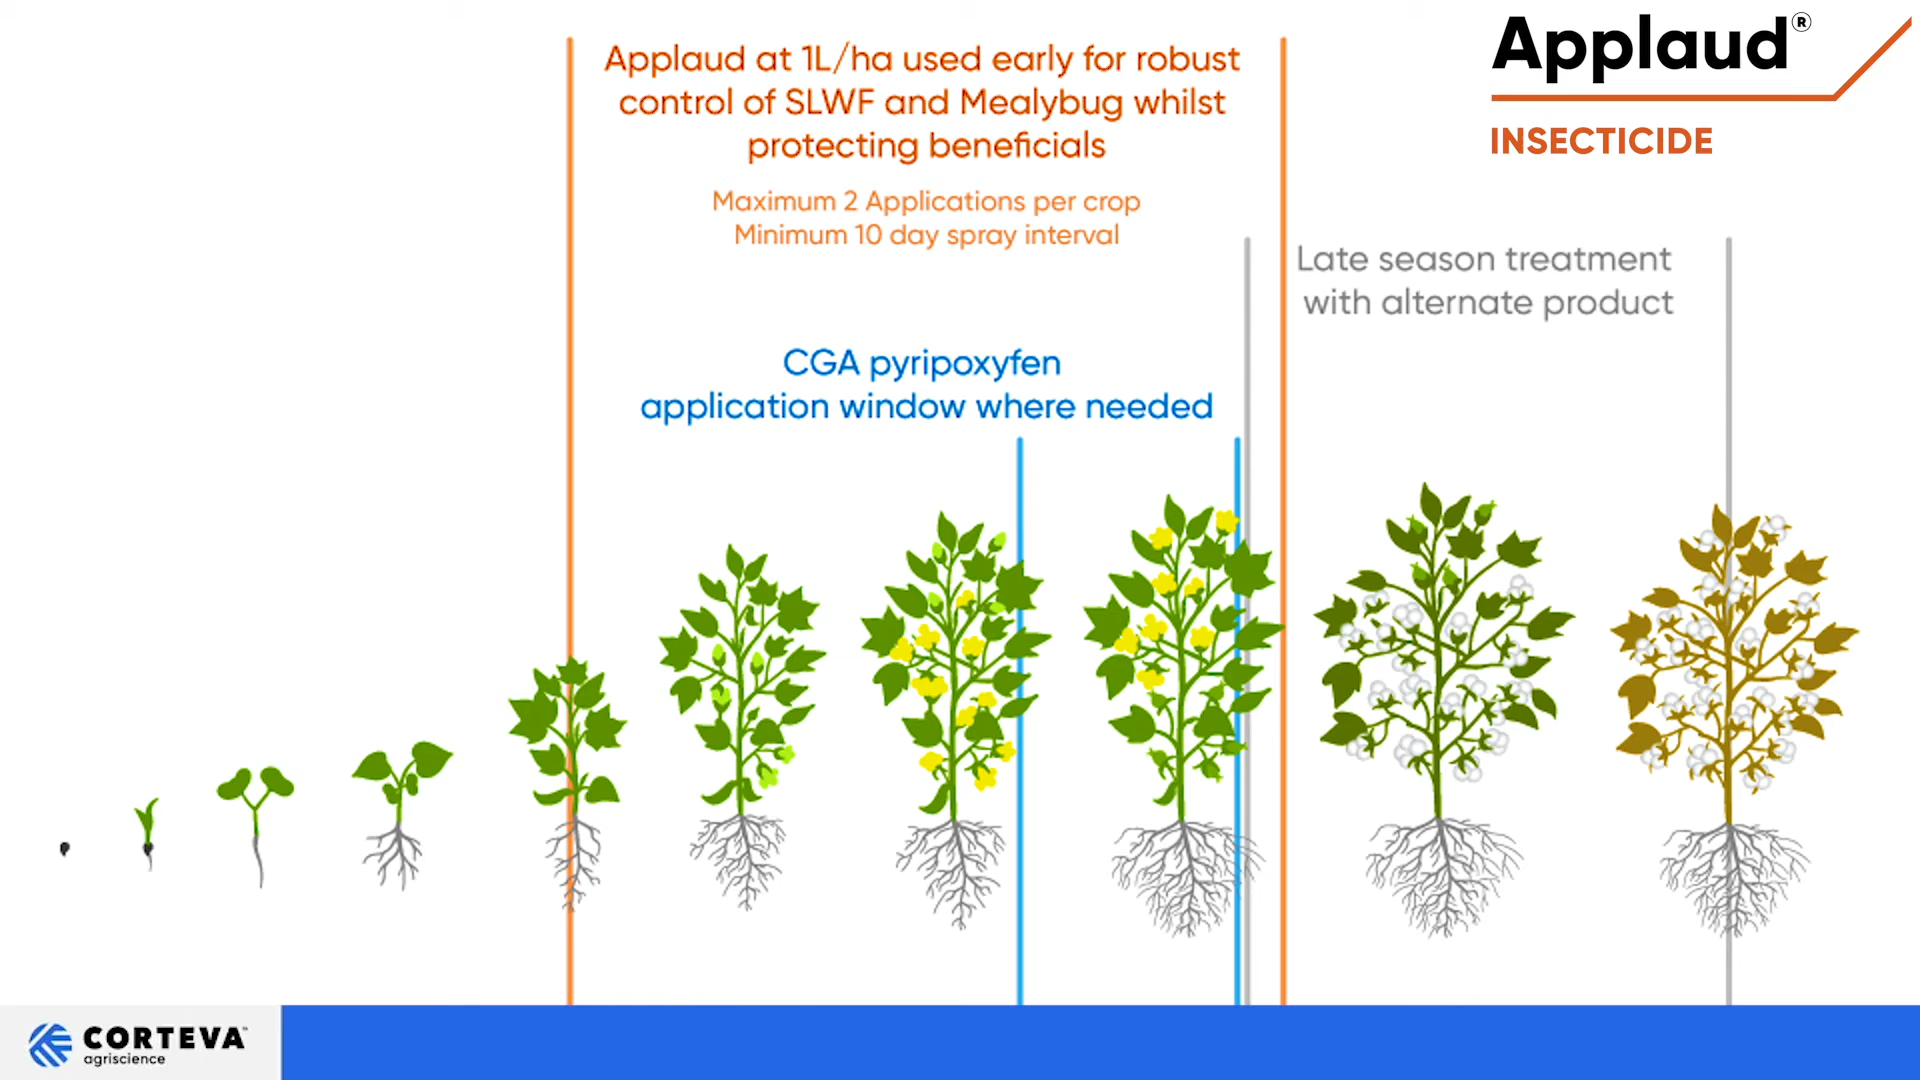 Applaud®
INSECTICIDE
Applaud at 1L/ha used early for robust
control of SLWF and Mealybug whilst
protecting beneficials
Maximum 2 Applications per crop
Minimum 10 day spray interval
Late season treatment
with alternate product
CGA pyripoxyfen
application window where needed
CORTEVA™
agriscience